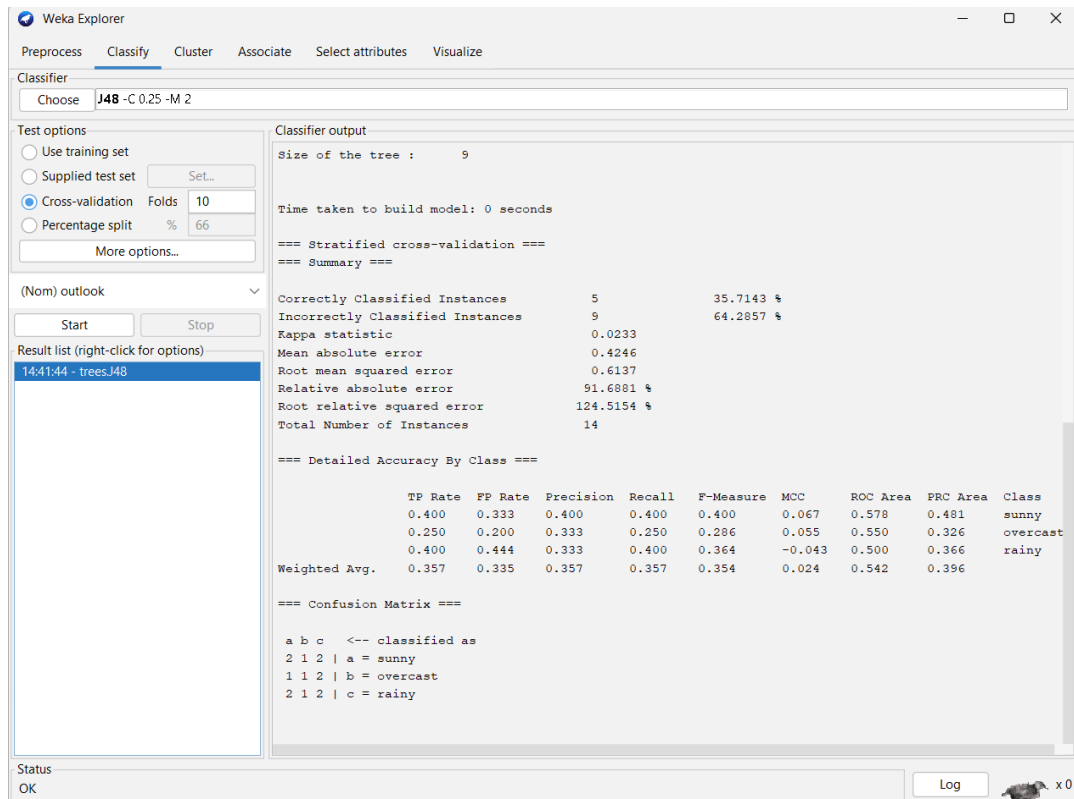 Weka Explorer
Preprocess Classify Cluster Associate Select attributes Visualize
Classifier
Choose J48 -C 0.25 -M 2
Test options
Use training set
Supplied test set Set...
Cross-validation Folds 10
Percentage split % 66
More options...
(Nom) outlook
Start Stop
Result list (right-click for options)
14:41:44 - trees.J48
Classifier output
Size of the tree : 9
Time taken to build model: 0 seconds
=== Stratified cross-validation ===
=== Summary ===
Correctly Classified Instances 5 35.7143 %
Incorrectly Classified Instances 9 64.2857 %
Kappa statistic 0.0233
Mean absolute error 0.4246
Root mean squared error 0.6137
Relative absolute error 91.6881 %
Root relative squared error 124.5154 %
Total Number of Instances 14
=== Detailed Accuracy By Class ===
TP Rate FP Rate Precision Recall F-Measure MCC ROC Area PRC Area Class
0.400 0.333 0.400 0.400 0.400 0.067 0.578 0.481 sunny
0.250 0.200 0.333 0.250 0.286 0.055 0.550 0.326 overcast
0.400 0.444 0.333 0.400 0.364 -0.043 0.500 0.366 rainy
Weighted Avg. 0.357 0.335 0.357 0.357 0.354 0.024 0.542 0.396
=== Confusion Matrix ===
a b c <-- classified as
2 1 2 | a = sunny
1 1 2 | b = overcast
2 1 2 | c = rainy
Status
OK
Log x 0